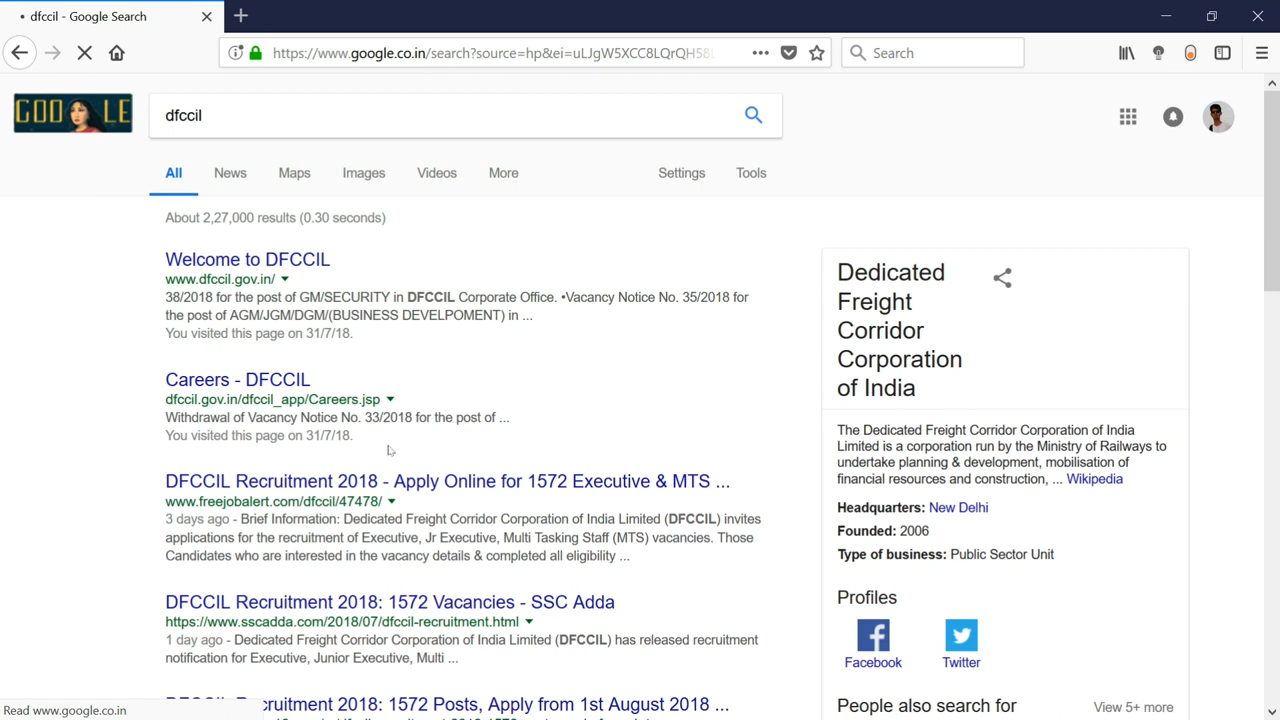 dfccil - Google Search
https://www.google.co.in/search?source=hp&ei=uLJgW5XCC8LQrQH58
Search
GOO LE
dfccil
All News Maps Images Videos More Settings Tools
About 2,27,000 results (0.30 seconds)
Welcome to DFCCIL
www.dfccil.gov.in/
38/2018 for the post of GM/SECURITY in DFCCIL Corporate Office. •Vacancy Notice No. 35/2018 for
the post of AGM/JGM/DGM/(BUSINESS DEVELPOMENT) in ...
You visited this page on 31/7/18.
Careers - DFCCIL
dfccil.gov.in/dfccil_app/Careers.jsp
Withdrawal of Vacancy Notice No. 33/2018 for the post of ...
You visited this page on 31/7/18.
DFCCIL Recruitment 2018 - Apply Online for 1572 Executive & MTS ...
www.freejobalert.com/dfccil/47478/
3 days ago - Brief Information: Dedicated Freight Corridor Corporation of India Limited (DFCCIL) invites
applications for the recruitment of Executive, Jr Executive, Multi Tasking Staff (MTS) vacancies. Those
Candidates who are interested in the vacancy details & completed all eligibility ...
DFCCIL Recruitment 2018: 1572 Vacancies - SSC Adda
https://www.sscadda.com/2018/07/dfccil-recruitment.html
1 day ago - Dedicated Freight Corridor Corporation of India Limited (DFCCIL) has released recruitment
notification for Executive, Junior Executive, Multi ...
DFCCIL Recruitment 2018: 1572 Posts, Apply from 1st August 2018 ...
Dedicated
Freight
Corridor
Corporation
of India
The Dedicated Freight Corridor Corporation of India
Limited is a corporation run by the Ministry of Railways to
undertake planning & development, mobilisation of
financial resources and construction, ... Wikipedia
Headquarters: New Delhi
Founded: 2006
Type of business: Public Sector Unit
Profiles
Facebook Twitter
People also search for View 5+ more
Read www.google.co.in